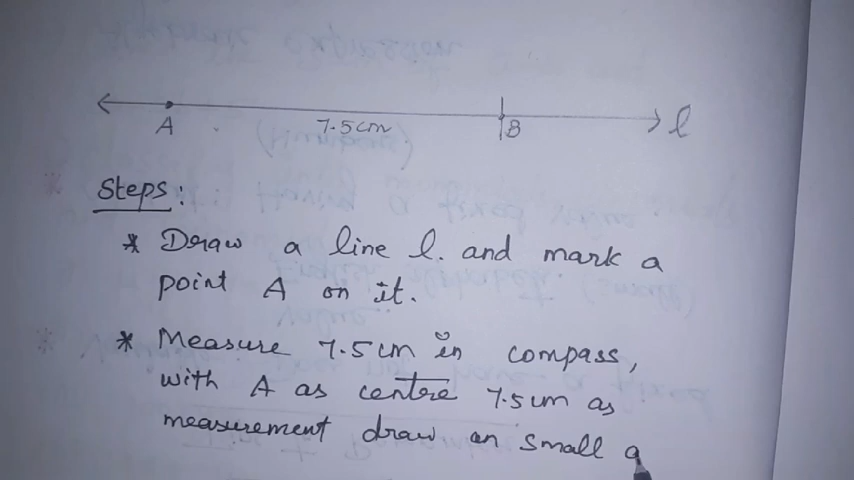 A 7.5cm B l
Steps:
* Draw a line l. and mark a
point A on it.
* Measure 7.5cm in compass,
with A as centre 7.5cm as
measurement draw an small a